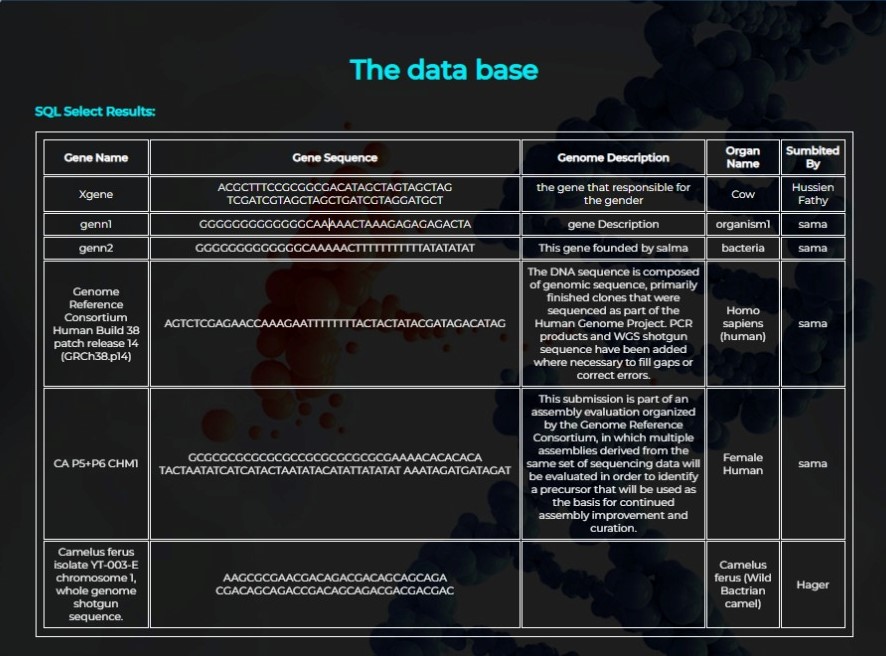 The data base
SQL Select Results:
Gene Name
Gene Sequence
Genome Description
Organ
Name
Sumbited
By
Xgene
ACGCTTTCCGCGGCGACATAGCTAGTAGCTAG
TCGATCGTAGCTAGCTGATCGTAGGATGCT
the gene that responsible for
the gender
Cow
Hussien
Fathy
genn1
GGGGGGGGGGGGGCAAAAACTAAAGAGAGAGACTA
gene Description
organism1
sama
genn2
GGGGGGGGGGGGGCAAAAACTTTTTTTTTTTATATATAT
This gene founded by salma
bacteria
sama
Genome
Reference
Consortium
Human Build 38
patch release 14
(GRCh38.p14)
AGTCTCGAGAACCAAAGAATTTTTTTTACTACTATACGATAGACATAG
The DNA sequence is composed
of genomic sequence, primarily
finished clones that were
sequenced as part of the
Human Genome Project. PCR
products and WGS shotgun
sequence have been added
where necessary to fill gaps or
correct errors.
Homo
sapiens
(human)
sama
CA P5+P6 CHM1
GCGCGCGCGCGCGCCGCGCGCGCGCGAAAACACACACA
TACTAATATCATCATACTAATATACATATTATATAT AAATAGATGATAGAT
This submission is part of an
assembly evaluation organized
by the Genome Reference
Consortium, in which multiple
assemblies derived from the
same set of sequencing data will
be evaluated in order to identify
a precursor that will be used as
the basis for continued
assembly improvement and
curation.
Female
Human
sama
Camelus ferus
isolate YT-003-E
chromosome 1,
whole genome
shotgun
sequence.
AAGCGCGAACGACAGACGACAGCAGCAGA
CGACAGCAGACCGACAGCAGACGACGACGAC
Camelus
ferus (Wild
Bactrian
camel)
Hager